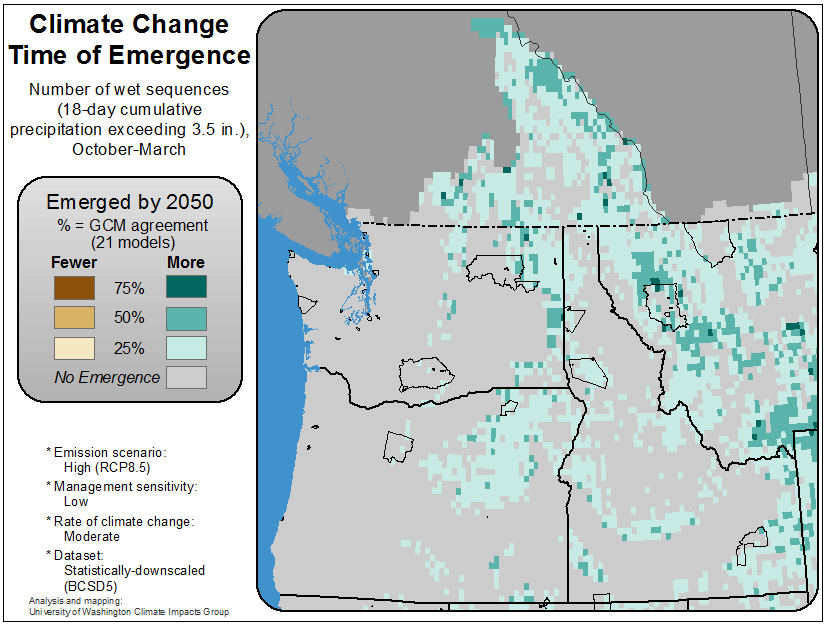 Climate Change
Time of Emergence
Number of wet sequences
(18-day cumulative
precipitation exceeding 3.5 in.),
October-March
Emerged by 2050
% = GCM agreement
(21 models)
Fewer More
75%
50%
25%
No Emergence
* Emission scenario:
High (RCP8.5)
* Management sensitivity:
Low
* Rate of climate change:
Moderate
* Dataset:
Statistically-downscaled
(BCSD5)
Analysis and mapping:
University of Washington Climate Impacts Group